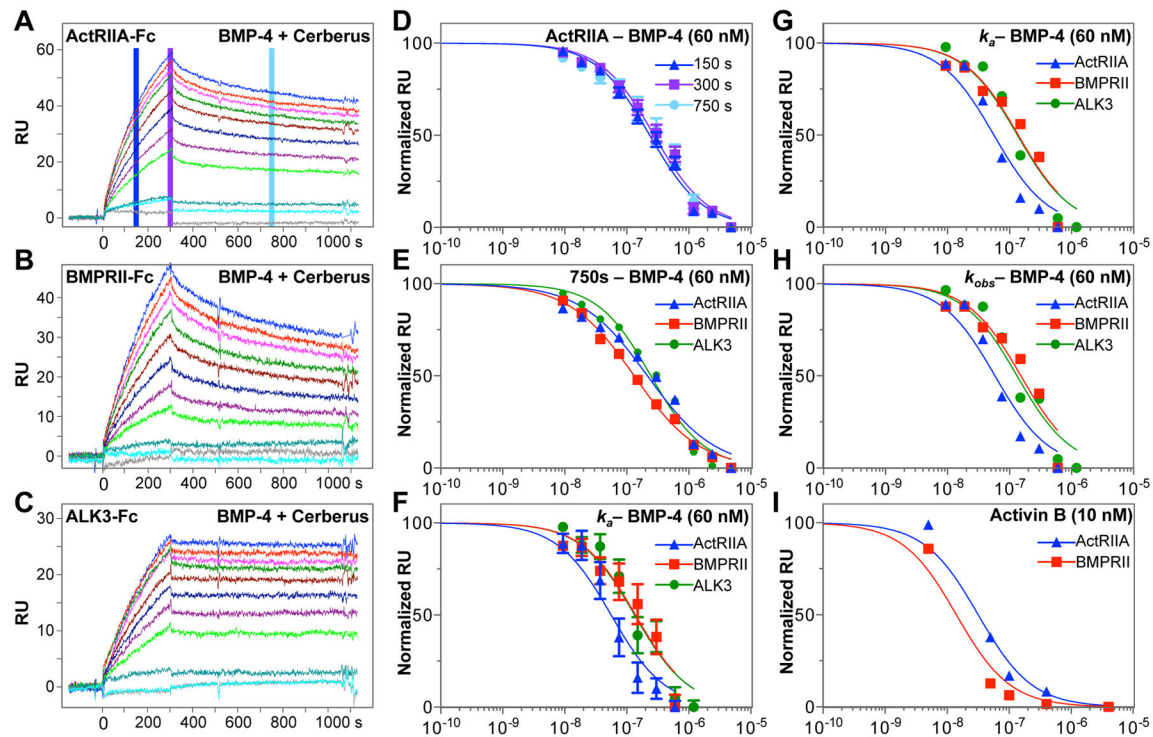 A
ActRIIA-Fc
BMP-4 + Cerberus
RU
60
40
20
0
0 200 400 600 800 1000 s
B
BMPRII-Fc
BMP-4 + Cerberus
RU
40
30
20
10
0
0 200 400 600 800 1000 s
C
ALK3-Fc
BMP-4 + Cerberus
RU
30
20
10
0
0 200 400 600 800 1000 s
D
ActRIIA – BMP-4 (60 nM)
150 s
300 s
750 s
Normalized RU
100
50
0
10-10 10-9 10-8 10-7 10-6 10-5
E
750s – BMP-4 (60 nM)
ActRIIA
BMPRII
ALK3
Normalized RU
100
50
0
10-10 10-9 10-8 10-7 10-6 10-5
F
ka– BMP-4 (60 nM)
ActRIIA
BMPRII
ALK3
Normalized RU
100
50
0
10-10 10-9 10-8 10-7 10-6 10-5
G
ka– BMP-4 (60 nM)
ActRIIA
BMPRII
ALK3
Normalized RU
100
50
0
10-10 10-9 10-8 10-7 10-6 10-5
H
kobs– BMP-4 (60 nM)
ActRIIA
BMPRII
ALK3
Normalized RU
100
50
0
10-10 10-9 10-8 10-7 10-6 10-5
I
Activin B (10 nM)
ActRIIA
BMPRII
Normalized RU
100
50
0
10-10 10-9 10-8 10-7 10-6 10-5